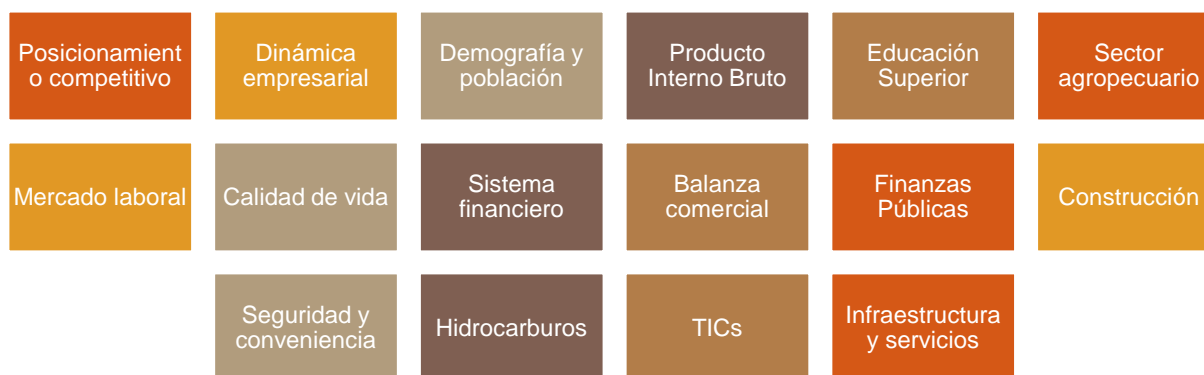 Posicionamient
o competitivo
Dinámica
empresarial
Demografía y
población
Producto
Interno Bruto
Educación
Superior
Sector
agropecuario
Mercado laboral
Calidad de vida
Sistema
financiero
Balanza
comercial
Finanzas
Públicas
Construcción
Seguridad y
conveniencia
Hidrocarburos
TICs
Infraestructura
y servicios